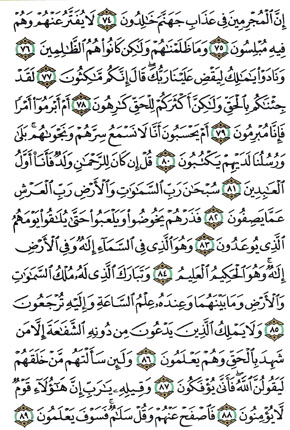 إِنَّ ٱلْمُجْرِمِينَ فِى عَذَابِ جَهَنَّمَ خَٰلِدُونَ ٧٤ لَا يُفَتَّرُ عَنْهُمْ وَهُمْ
فِيهِ مُبْلِسُونَ ٧٥ وَمَا ظَلَمْنَٰهُمْ وَلَٰكِن كَانُوا۟ هُمُ ٱلظَّٰلِمِينَ ٧٦
وَنَادَوْا۟ يَٰمَٰلِكُ لِيَقْضِ عَلَيْنَا رَبُّكَ ۖ قَالَ إِنَّكُم مَّٰكِثُونَ ٧٧ لَقَدْ
جِئْنَٰكُم بِٱلْحَقِّ وَلَٰكِنَّ أَكْثَرَكُمْ لِلْحَقِّ كَٰرِهُونَ ٧٨ أَمْ أَبْرَمُوٓا۟ أَمْرًا
فَإِنَّا مُبْرِمُونَ ٧٩ أَمْ يَحْسَبُونَ أَنَّا لَا نَسْمَعُ سِرَّهُمْ وَنَجْوَىٰهُم ۚ بَلَىٰ
وَرُسُلُنَا لَدَيْهِمْ يَكْتُبُونَ ٨٠ قُلْ إِن كَانَ لِلرَّحْمَٰنِ وَلَدٌ فَأَنَا۠ أَوَّلُ
ٱلْعَٰبِدِينَ ٨١ سُبْحَٰنَ رَبِّ ٱلسَّمَٰوَٰتِ وَٱلْأَرْضِ رَبِّ ٱلْعَرْشِ
عَمَّا يَصِفُونَ ٨٢ فَذَرْهُمْ يَخُوضُوا۟ وَيَلْعَبُوا۟ حَتَّىٰ يُلَٰقُوا۟ يَوْمَهُمُ
ٱلَّذِى يُوعَدُونَ ٨٣ وَهُوَ ٱلَّذِى فِى ٱلسَّمَآءِ إِلَٰهٌ وَفِى ٱلْأَرْضِ
إِلَٰهٌ ۚ وَهُوَ ٱلْحَكِيمُ ٱلْعَلِيمُ ٨٤ وَتَبَارَكَ ٱلَّذِى لَهُۥ مُلْكُ ٱلسَّمَٰوَٰتِ
وَٱلْأَرْضِ وَمَا بَيْنَهُمَا وَعِندَهُۥ عِلْمُ ٱلسَّاعَةِ وَإِلَيْهِ تُرْجَعُونَ
٨٥ وَلَا يَمْلِكُ ٱلَّذِينَ يَدْعُونَ مِن دُونِهِ ٱلشَّفَٰعَةَ إِلَّا مَن
شَهِدَ بِٱلْحَقِّ وَهُمْ يَعْلَمُونَ ٨٦ وَلَئِن سَأَلْتَهُم مَّنْ خَلَقَهُمْ
لَيَقُولُنَّ ٱللَّهُ ۖ فَأَنَّىٰ يُؤْفَكُونَ ٨٧ وَقِيلِهِۦ يَٰرَبِّ إِنَّ هَٰٓؤُلَآءِ قَوْمٌ
لَّا يُؤْمِنُونَ ٨٨ فَٱصْفَحْ عَنْهُمْ وَقُلْ سَلَٰمٌ ۚ فَسَوْفَ يَعْلَمُونَ ٨٩